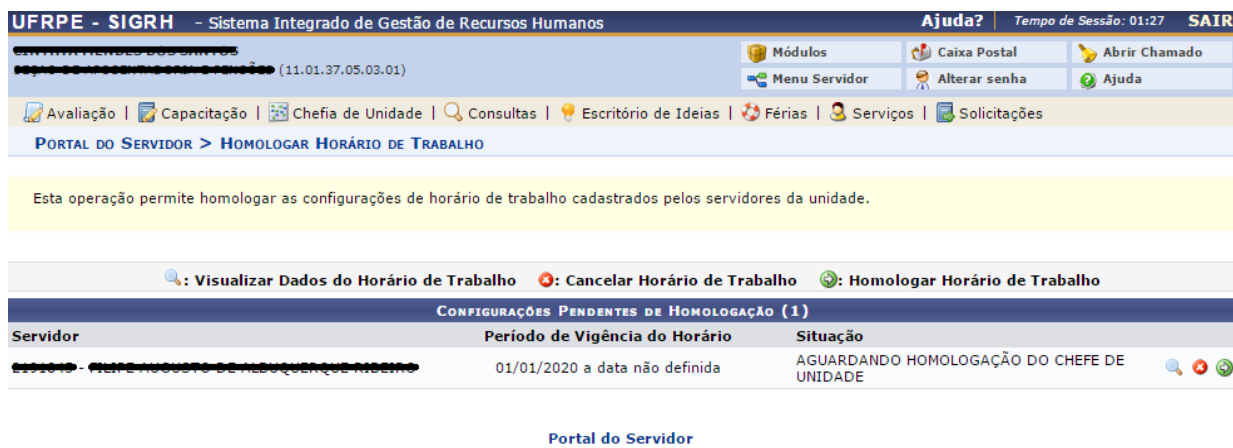 UFRPE - SIGRH - Sistema Integrado de Gestão de Recursos Humanos Ajuda? Tempo de Sessão: 01:27 SAIR
Módulos Caixa Postal Abrir Chamado
(11.01.37.05.03.01)
Menu Servidor Alterar senha Ajuda
Avaliação | Capacitação | Chefia de Unidade | Consultas | Escritório de Ideias | Férias | Serviços | Solicitações
PORTAL DO SERVIDOR > HOMOLOGAR HORÁRIO DE TRABALHO
Esta operação permite homologar as configurações de horário de trabalho cadastrados pelos servidores da unidade.
: Visualizar Dados do Horário de Trabalho : Cancelar Horário de Trabalho : Homologar Horário de Trabalho
CONFIGURAÇÕES PENDENTES DE HOMOLOGAÇÃO (1)
Servidor Período de Vigência do Horário Situação
- 01/01/2020 a data não definida AGUARDANDO HOMOLOGAÇÃO DO CHEFE DE
UNIDADE
Portal do Servidor